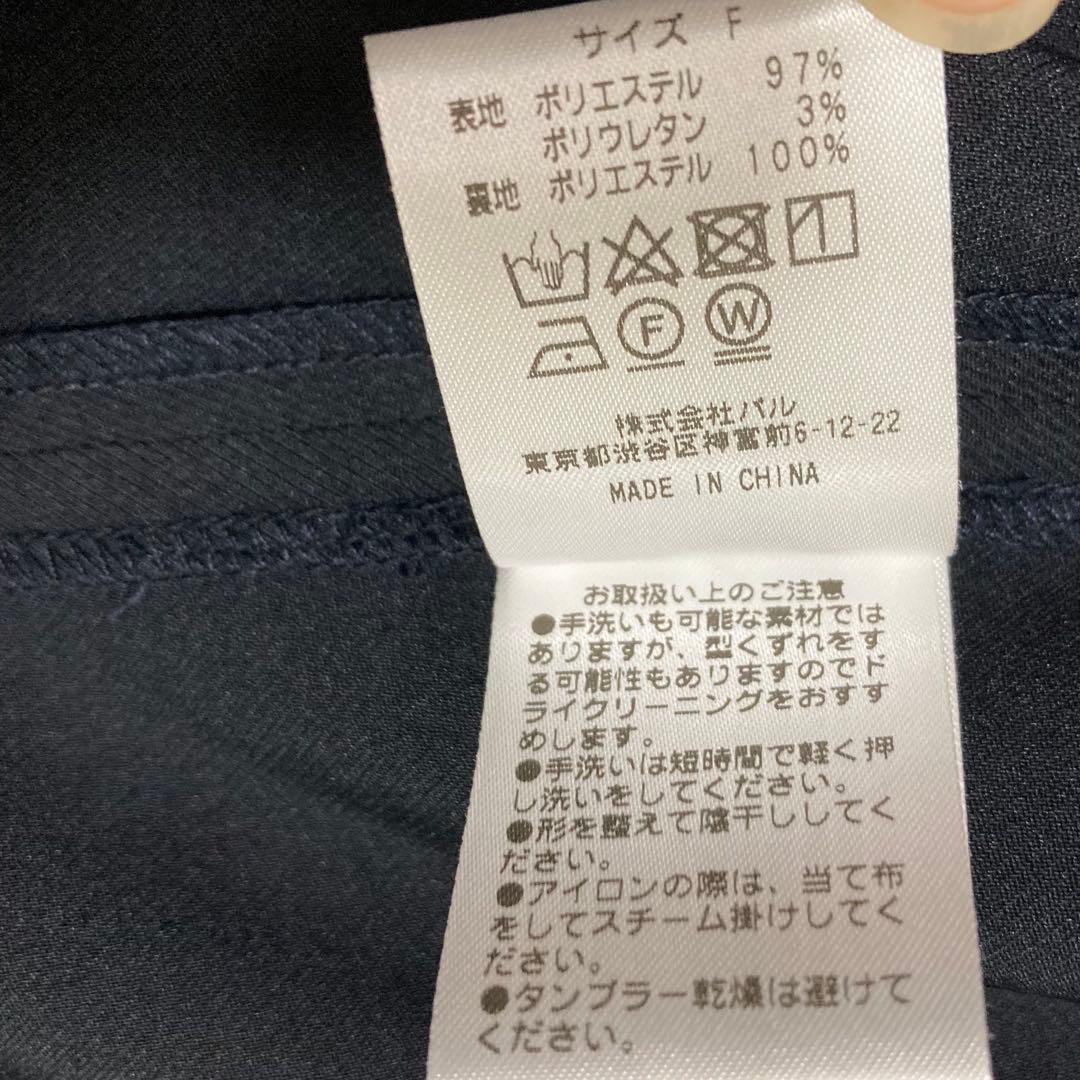 サイズ F
表地 ポリエステル 97%
ポリウレタン 3%
裏地 ポリエステル 100%
F W
株式会社パル
東京都渋谷区神宮前6-12-22
MADE IN CHINA
お取扱い上のご注意
●手洗いも可能な素材では
ありますが、型くずれをす
る可能性もありますのでド
ライクリーニングをおすす
めします。
●手洗いは短時間で軽く押
し洗いをしてください。
●形を整えて陰干ししてく
ださい。
●アイロンの際は、当て布
をしてスチーム掛けしてく
ださい。
●タンブラー乾燥は避けて
ください。